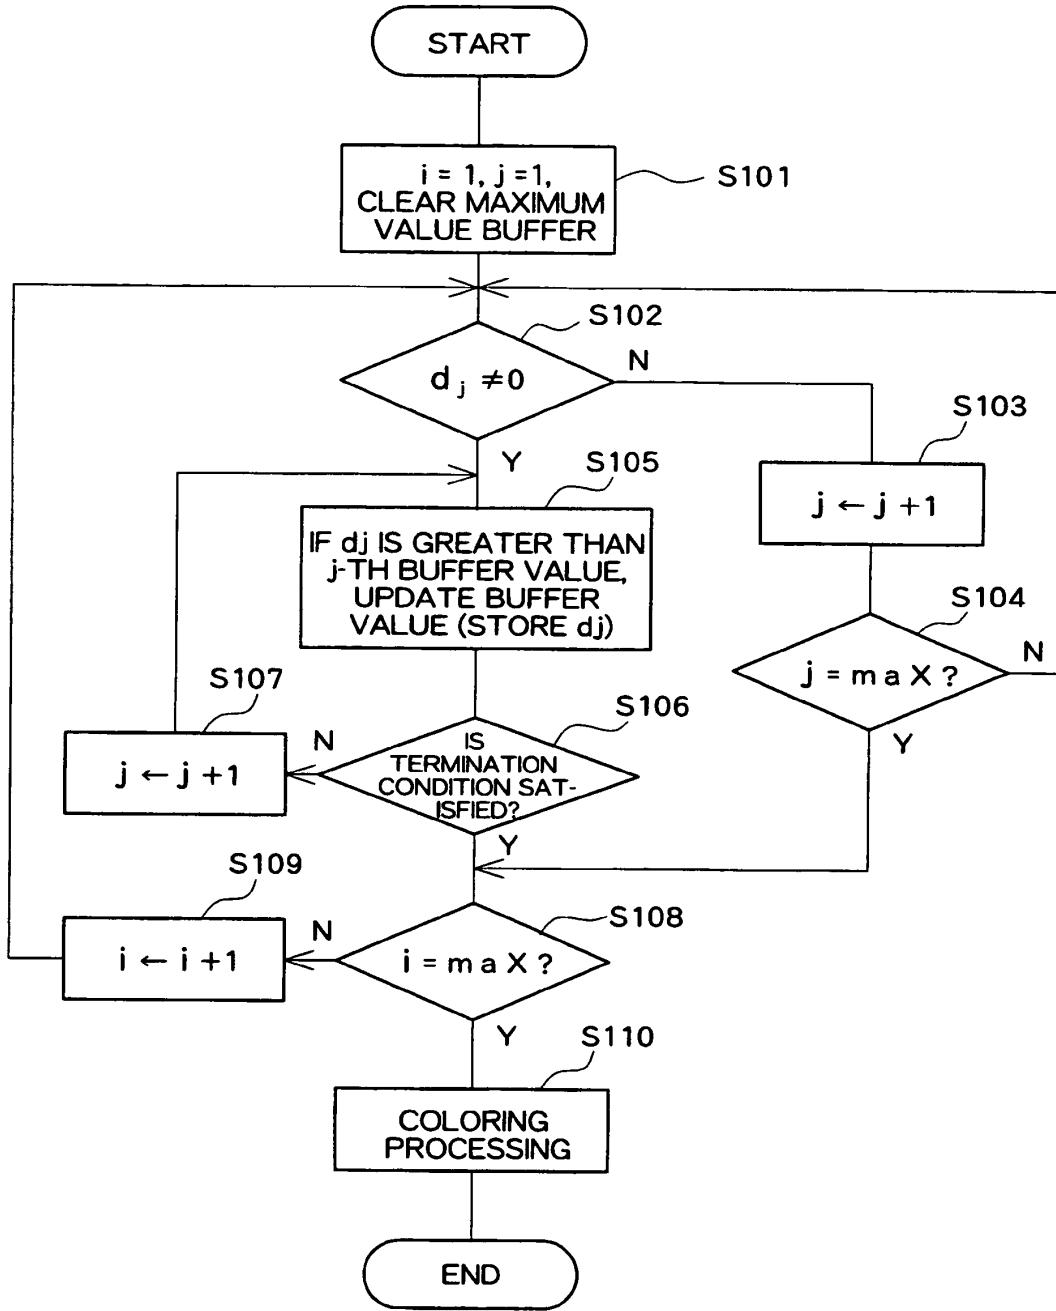 START
i = 1, j =1,
CLEAR MAXIMUM
VALUE BUFFER
S101
S102
d j ≠0
N
Y
S103
j ← j +1
S105
IF dj IS GREATER THAN
j-TH BUFFER VALUE,
UPDATE BUFFER
VALUE (STORE dj)
S104
j = m a X ?
N
Y
S107
j ← j +1
S106
N
IS
TERMINATION
CONDITION SAT-
ISFIED?
Y
S109
i ← i +1
S108
N
i = m a X ?
Y
S110
COLORING
PROCESSING
END